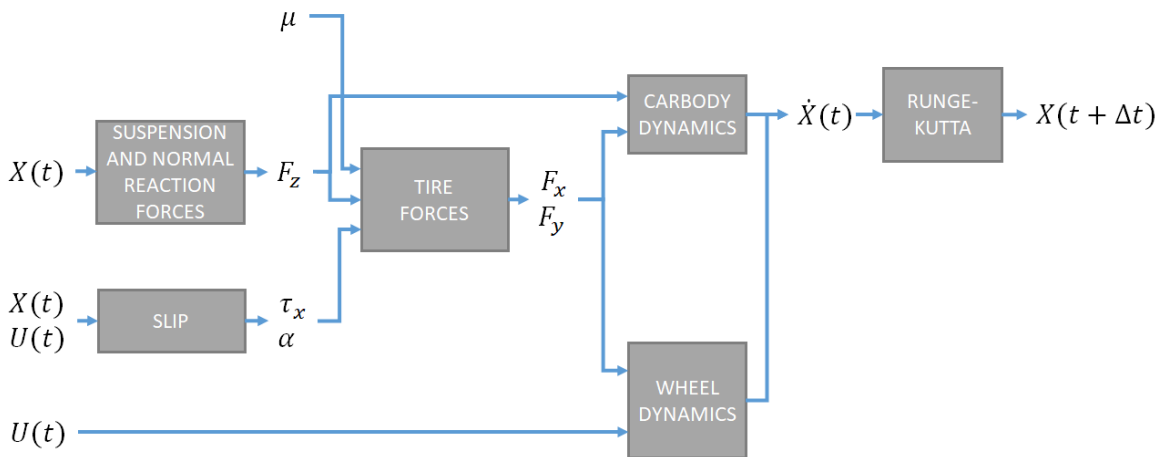 μ
SUSPENSION
AND NORMAL
REACTION
FORCES
X(t)
F_z
TIRE
FORCES
F_x
F_y
CARBODY
DYNAMICS
Ẋ(t)
RUNGE-
KUTTA
X(t + Δt)
X(t)
U(t)
SLIP
τ_x
α
WHEEL
DYNAMICS
U(t)